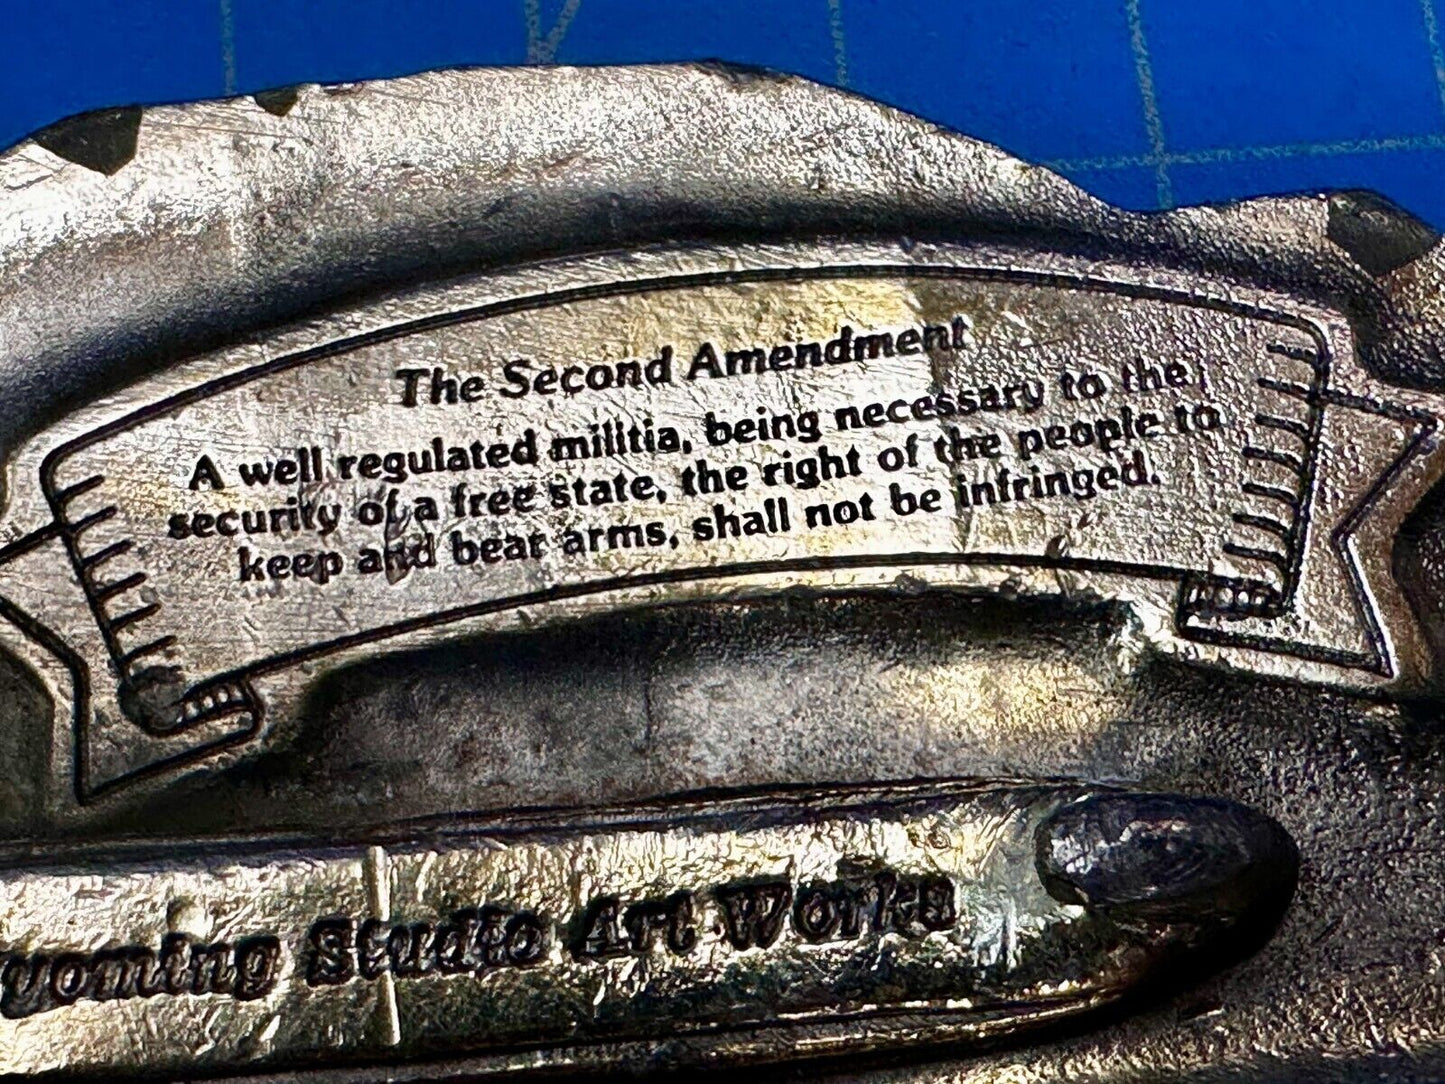 The Second Amendment
A well regulated militia, being necessary to the
security of a free state, the right of the people to
keep and bear arms, shall not be infringed.
yoming Studio Art Works